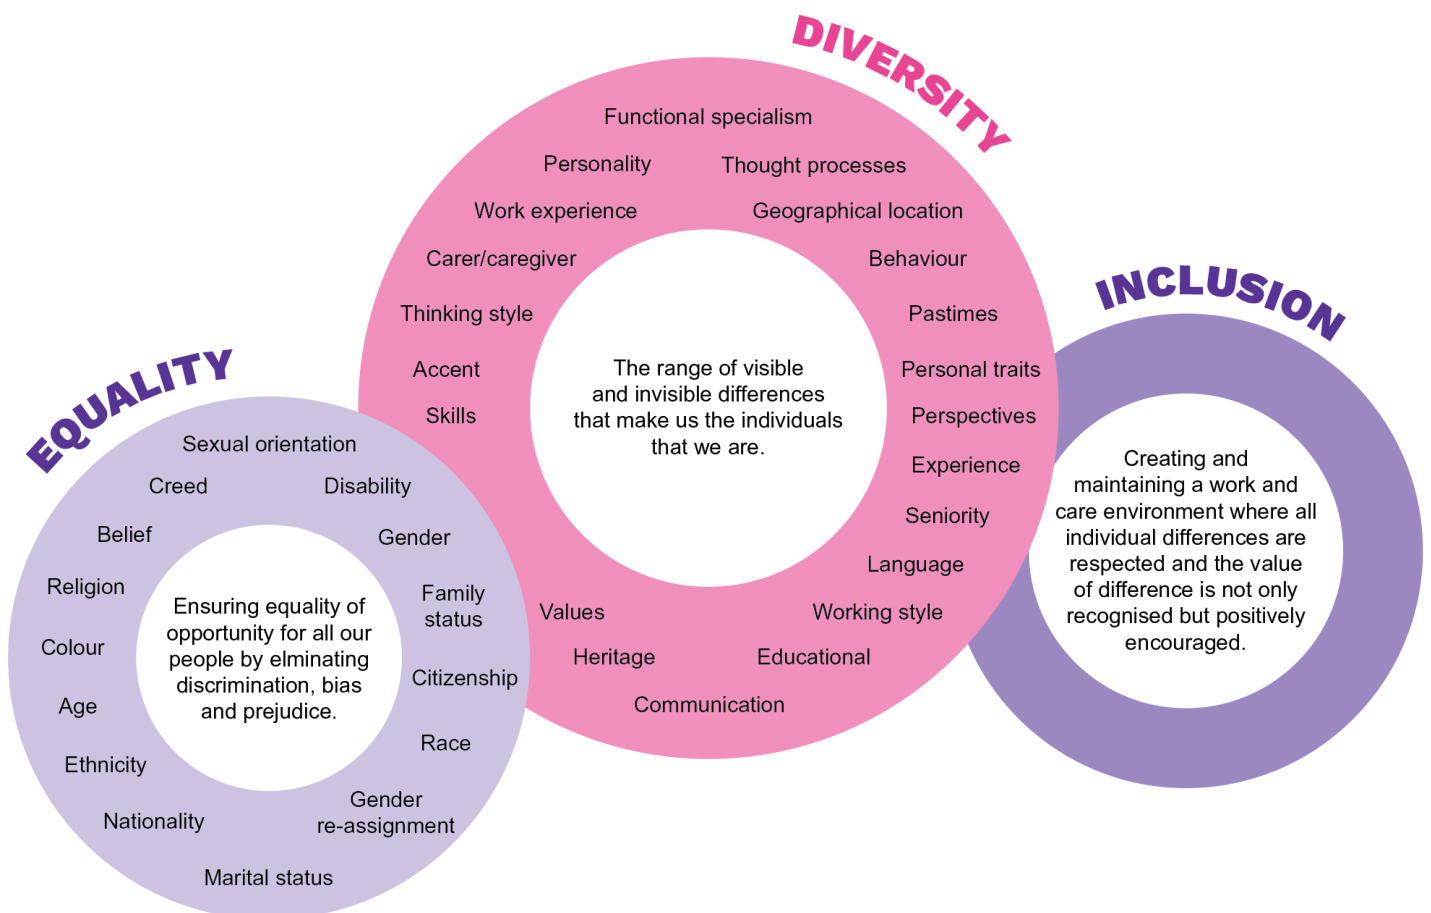 DIVERSITY
Functional specialism
Personality
Thought processes
Work experience
Geographical location
Carer/caregiver
Behaviour
Thinking style
Pastimes
Accent
Personal traits
Skills
Perspectives
Experience
Seniority
Language
Values
Working style
Heritage
Educational
Communication
The range of visible
and invisible differences
that make us the individuals
that we are.
EQUALITY
Sexual orientation
Creed
Disability
Belief
Gender
Religion
Family
status
Colour
Citizenship
Age
Race
Ethnicity
Gender
re-assignment
Nationality
Marital status
Ensuring equality of
opportunity for all our
people by elminating
discrimination, bias
and prejudice.
INCLUSION
Creating and
maintaining a work and
care environment where all
individual differences are
respected and the value
of difference is not only
recognised but positively
encouraged.